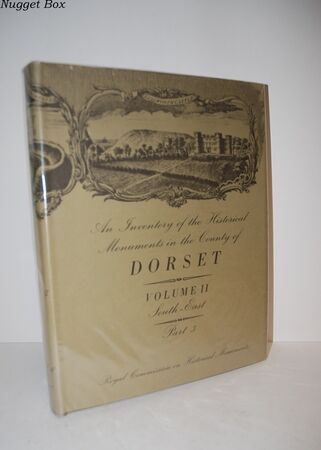 Nugget Box
An Inventory of the Historical
Monuments in the County of
DORSET
VOLUME II
South-East
Part 3
Royal Commission on Historical Monuments